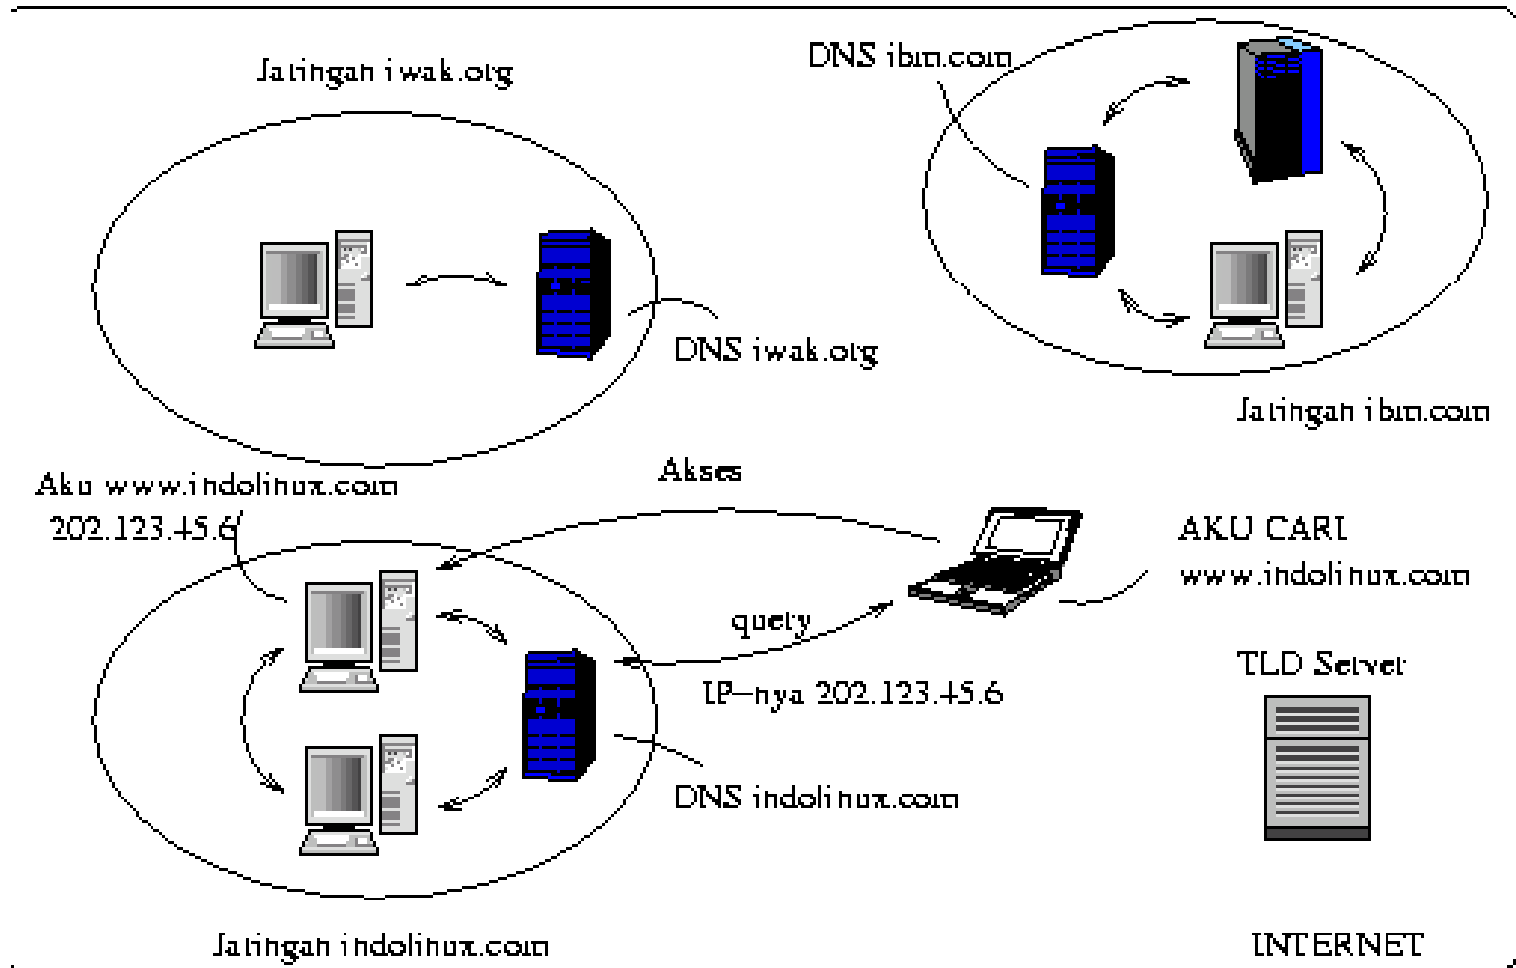 Jaringan iwak.org
DNS ibm.com
DNS iwak.org
Jaringan ibm.com
Aku www.indolinux.com
202.123.45.6
Akses
AKU CARI
www.indolinux.com
query
IP-nya 202.123.45.6
TLD Server
DNS indolinux.com
Jaringan indolinux.com
INTERNET